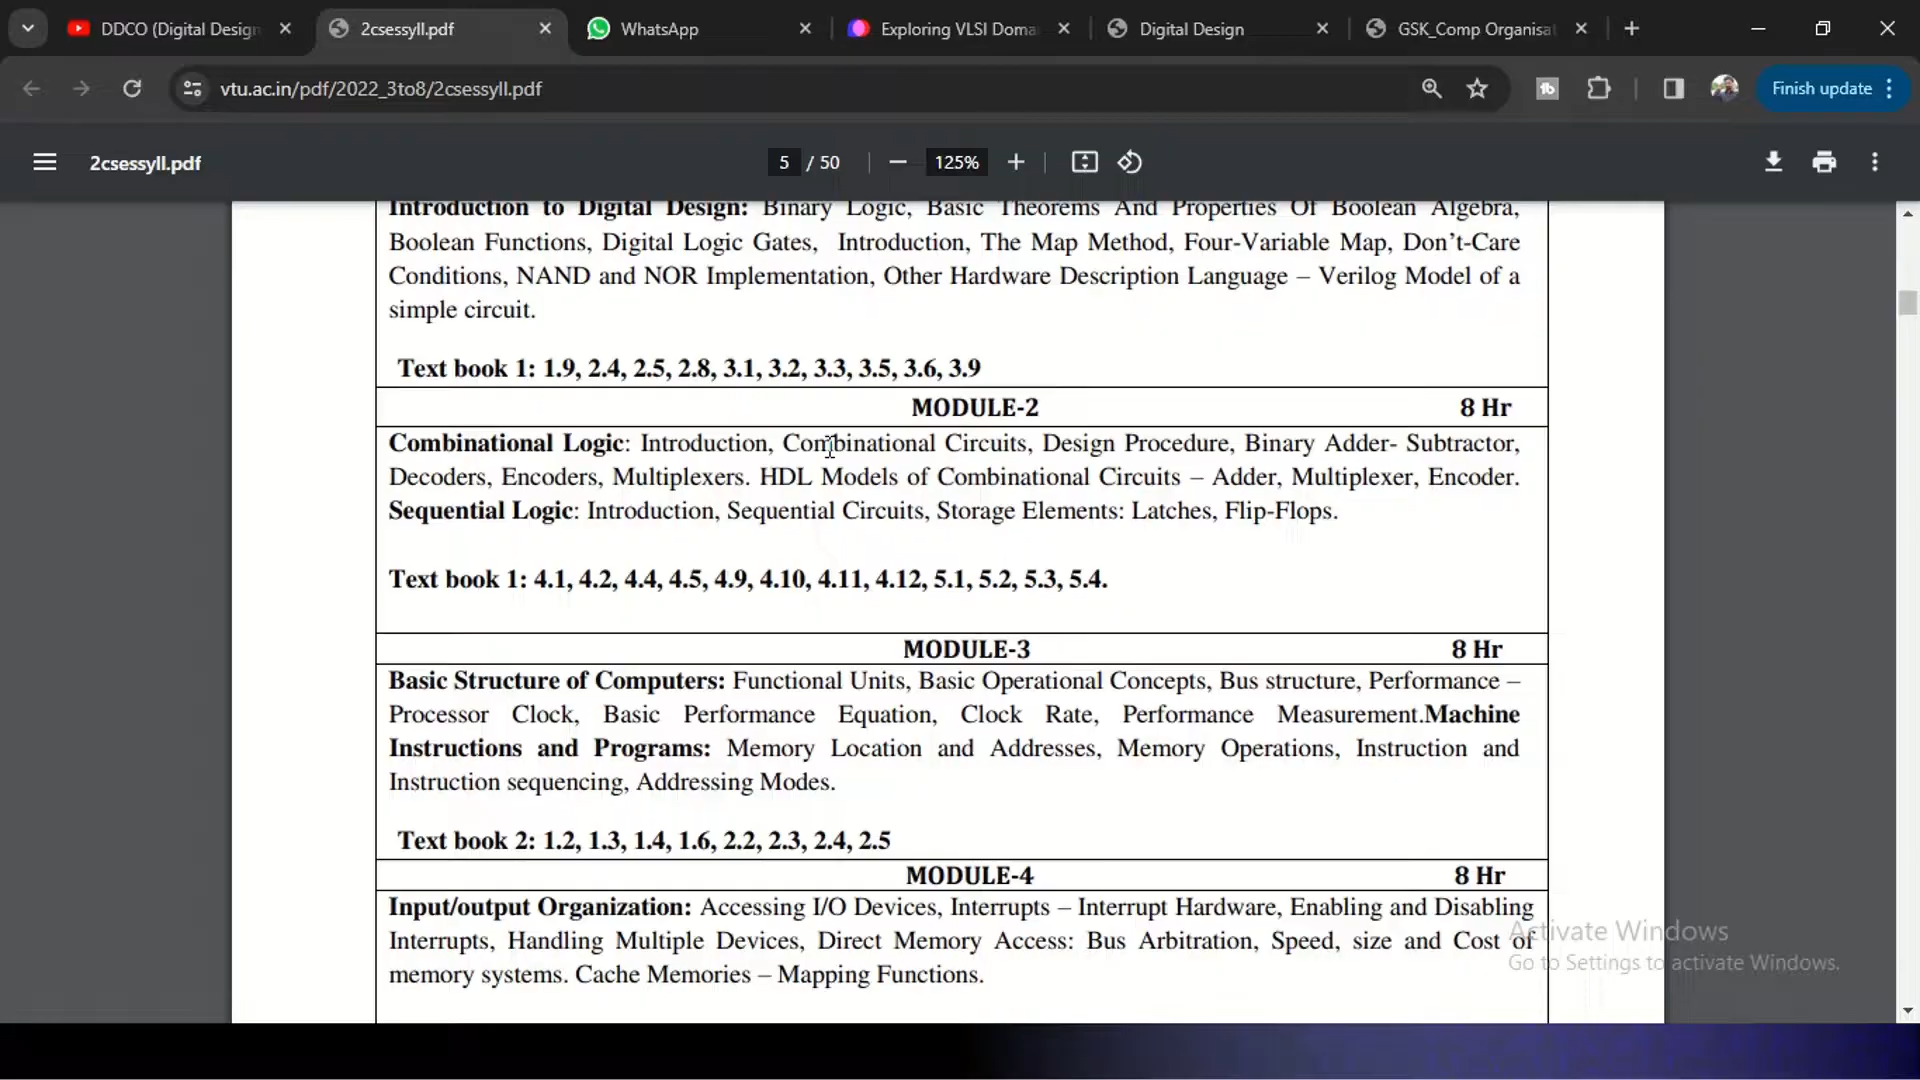 DDCO (Digital Design
2csessyll.pdf
WhatsApp
Exploring VLSI Doma
Digital Design
GSK_Comp Organisat
vtu.ac.in/pdf/2022_3to8/2csessyll.pdf
Finish update
2csessyll.pdf
5 / 50
125%
Introduction to Digital Design: Binary Logic, Basic Theorems And Properties Of Boolean Algebra,
Boolean Functions, Digital Logic Gates, Introduction, The Map Method, Four-Variable Map, Don’t-Care
Conditions, NAND and NOR Implementation, Other Hardware Description Language – Verilog Model of a
simple circuit.
Text book 1: 1.9, 2.4, 2.5, 2.8, 3.1, 3.2, 3.3, 3.5, 3.6, 3.9
MODULE-2 8 Hr
Combinational Logic: Introduction, Combinational Circuits, Design Procedure, Binary Adder- Subtractor,
Decoders, Encoders, Multiplexers. HDL Models of Combinational Circuits – Adder, Multiplexer, Encoder.
Sequential Logic: Introduction, Sequential Circuits, Storage Elements: Latches, Flip-Flops.
Text book 1: 4.1, 4.2, 4.4, 4.5, 4.9, 4.10, 4.11, 4.12, 5.1, 5.2, 5.3, 5.4.
MODULE-3 8 Hr
Basic Structure of Computers: Functional Units, Basic Operational Concepts, Bus structure, Performance –
Processor Clock, Basic Performance Equation, Clock Rate, Performance Measurement.Machine
Instructions and Programs: Memory Location and Addresses, Memory Operations, Instruction and
Instruction sequencing, Addressing Modes.
Text book 2: 1.2, 1.3, 1.4, 1.6, 2.2, 2.3, 2.4, 2.5
MODULE-4 8 Hr
Input/output Organization: Accessing I/O Devices, Interrupts – Interrupt Hardware, Enabling and Disabling
Interrupts, Handling Multiple Devices, Direct Memory Access: Bus Arbitration, Speed, size and Cost of
memory systems. Cache Memories – Mapping Functions.
Activate Windows
Go to Settings to activate Windows.